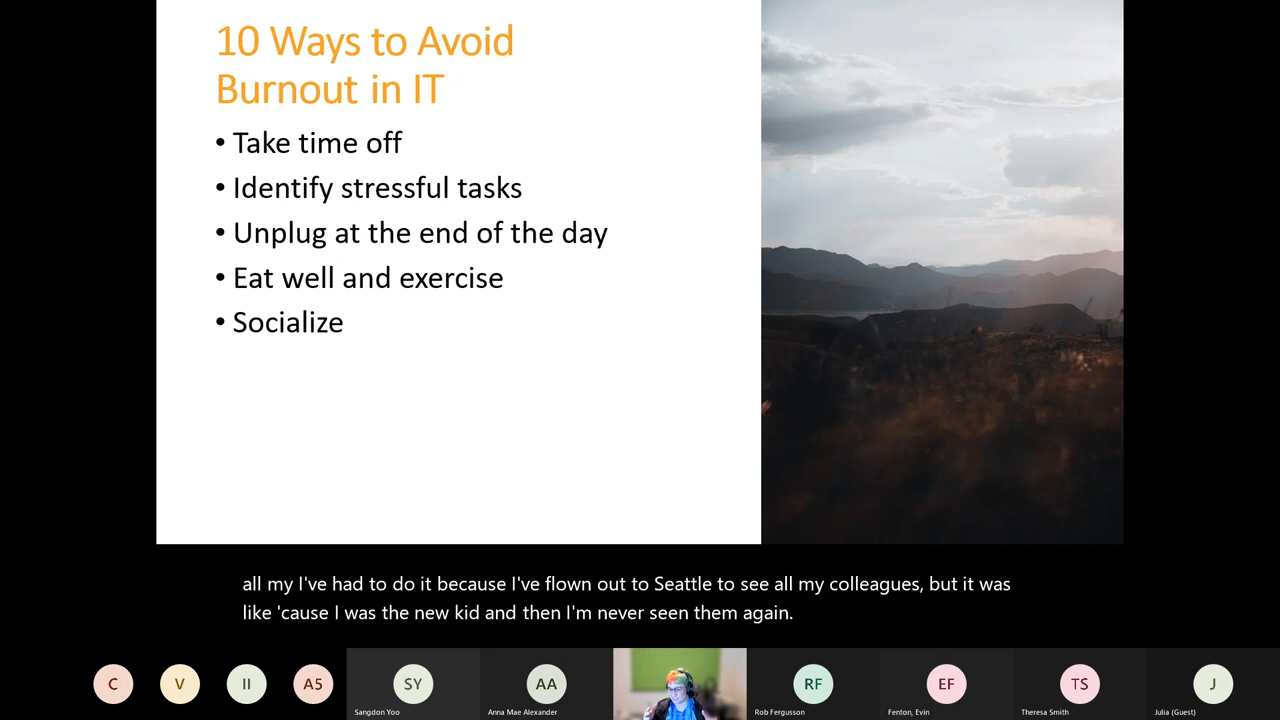 10 Ways to Avoid
Burnout in IT
• Take time off
• Identify stressful tasks
• Unplug at the end of the day
• Eat well and exercise
• Socialize
all my I've had to do it because I've flown out to Seattle to see all my colleagues, but it was
like 'cause I was the new kid and then I'm never seen them again.
C V II A5 SY AA RF EF TS J
Sangdon Yoo Anna Mae Alexander Rob Fergusson Fenton, Evin Theresa Smith Julia (Guest)